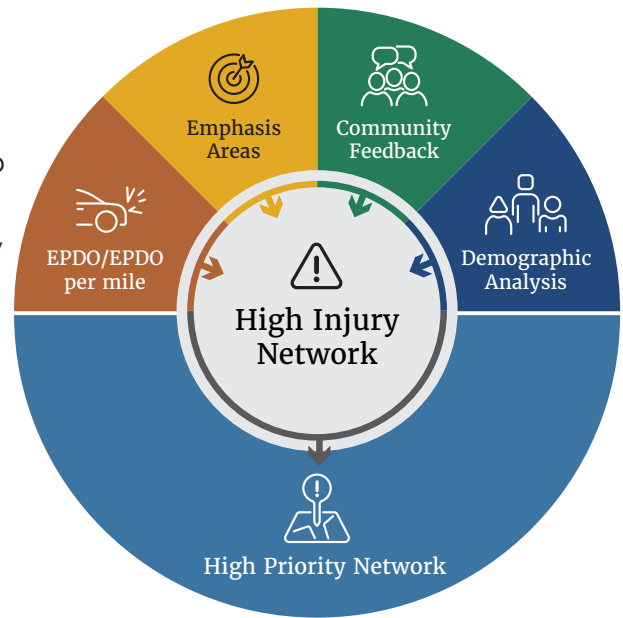 Emphasis
Areas
Community
Feedback
EPDO/EPDO
per mile
Demographic
Analysis
High Injury
Network
High Priority Network